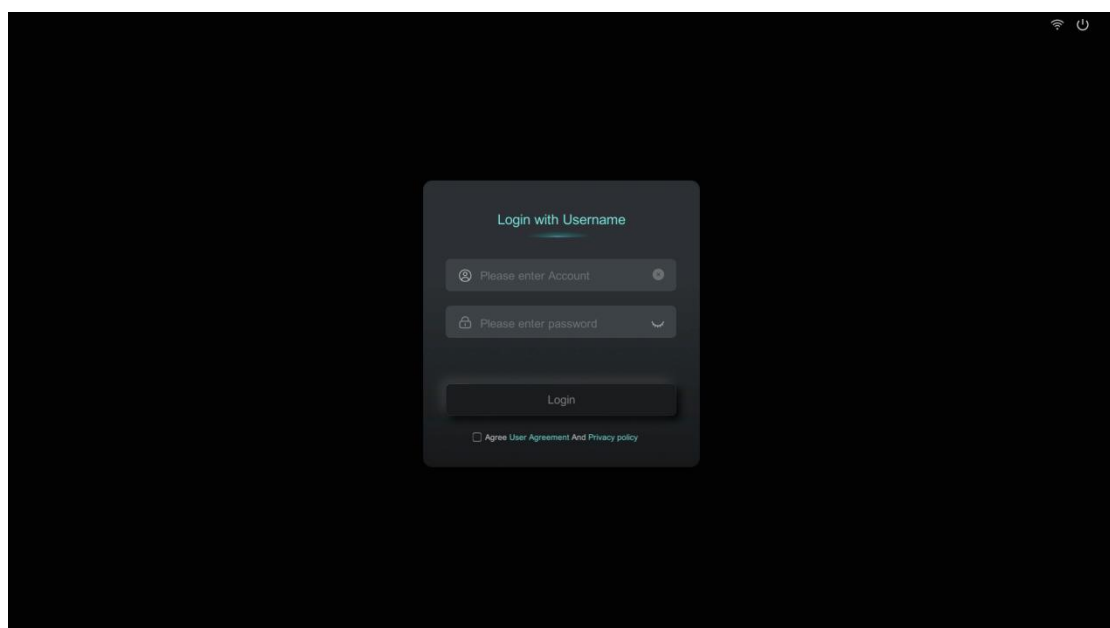 Login with Username
Please enter Account
Please enter password
Login
Agree User Agreement And Privacy policy